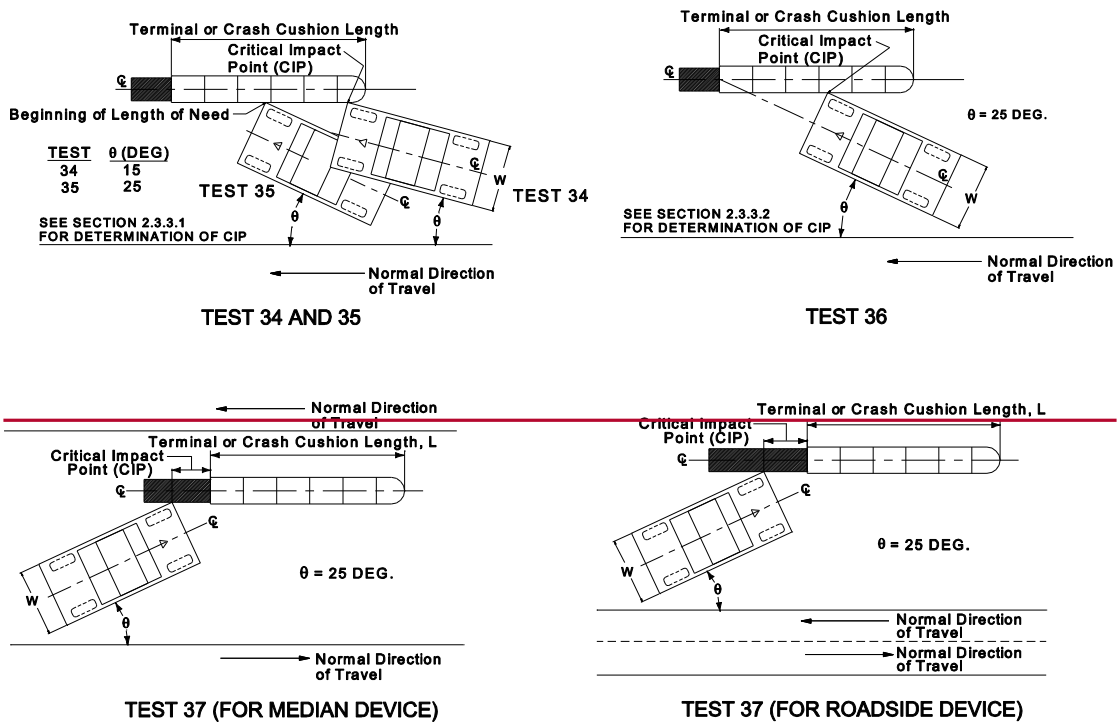 Terminal or Crash Cushion Length
Critical Impact
Point (CIP)
℄
Beginning of Length of Need
TEST θ (DEG)
34 15
35 25
TEST 35
℄
℄
W
TEST 34
θ
θ
SEE SECTION 2.3.3.1
FOR DETERMINATION OF CIP
Normal Direction
of Travel
TEST 34 AND 35
Terminal or Crash Cushion Length
Critical Impact
Point (CIP)
℄
θ = 25 DEG.
℄
W
θ
SEE SECTION 2.3.3.2
FOR DETERMINATION OF CIP
Normal Direction
of Travel
TEST 36
Normal Direction
of Travel
Terminal or Crash Cushion Length, L
Critical Impact
Point (CIP)
℄
℄
θ = 25 DEG.
W
θ
Normal Direction
of Travel
TEST 37 (FOR MEDIAN DEVICE)
Terminal or Crash Cushion Length, L
Critical Impact
Point (CIP)
℄
℄
θ = 25 DEG.
W
θ
Normal Direction
of Travel
Normal Direction
of Travel
TEST 37 (FOR ROADSIDE DEVICE)